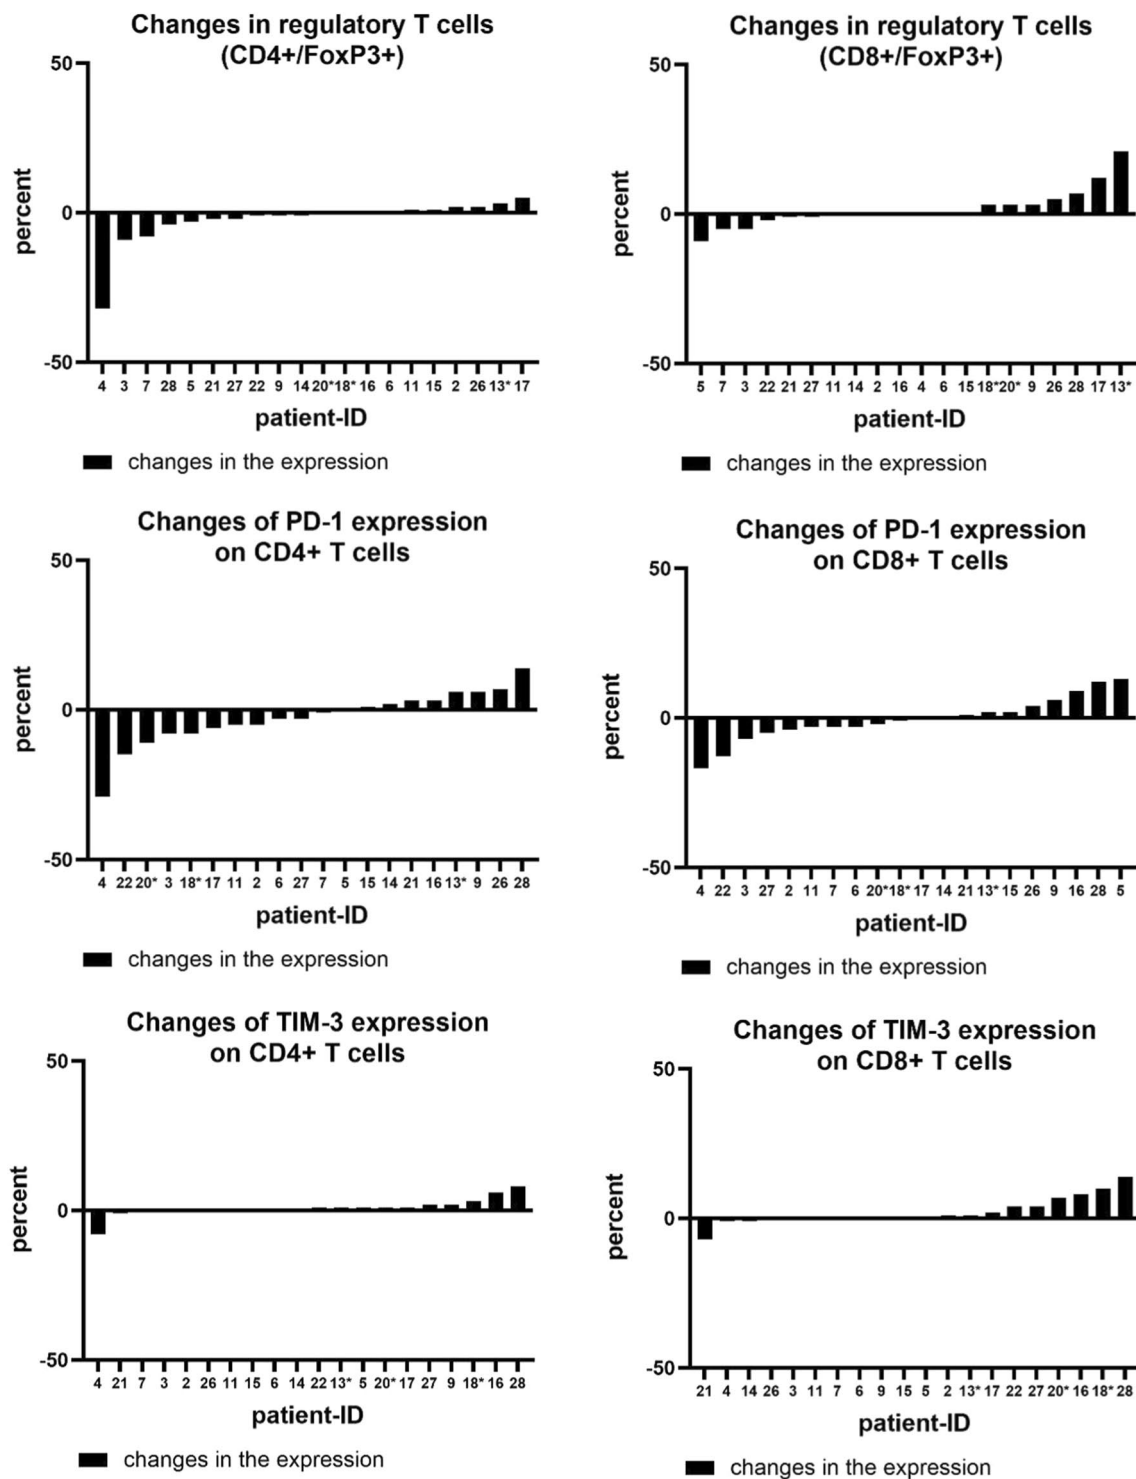 Changes in regulatory T cells
(CD4+/FoxP3+)
50
0
-50
percent
4 3 7 28 5 21 27 22 9 14 20* 18* 16 6 11 15 2 26 13* 17
patient-ID
changes in the expression
Changes in regulatory T cells
(CD8+/FoxP3+)
50
0
-50
percent
5 7 3 22 21 27 11 14 2 16 4 6 15 18* 20* 9 26 28 17 13*
patient-ID
changes in the expression
Changes of PD-1 expression
on CD4+ T cells
50
0
-50
percent
4 22 20* 3 18* 17 11 2 6 27 7 5 15 14 21 16 13* 9 26 28
patient-ID
changes in the expression
Changes of PD-1 expression
on CD8+ T cells
50
0
-50
percent
4 22 3 27 2 11 7 6 20* 18* 17 14 21 13* 15 26 9 16 28 5
patient-ID
changes in the expression
Changes of TIM-3 expression
on CD4+ T cells
50
0
-50
percent
4 21 7 3 2 26 11 15 6 14 22 13* 5 20* 17 27 9 18* 16 28
patient-ID
changes in the expression
Changes of TIM-3 expression
on CD8+ T cells
50
0
-50
percent
21 4 14 26 3 11 7 6 9 15 5 2 13* 17 22 27 20* 16 18* 28
patient-ID
changes in the expression